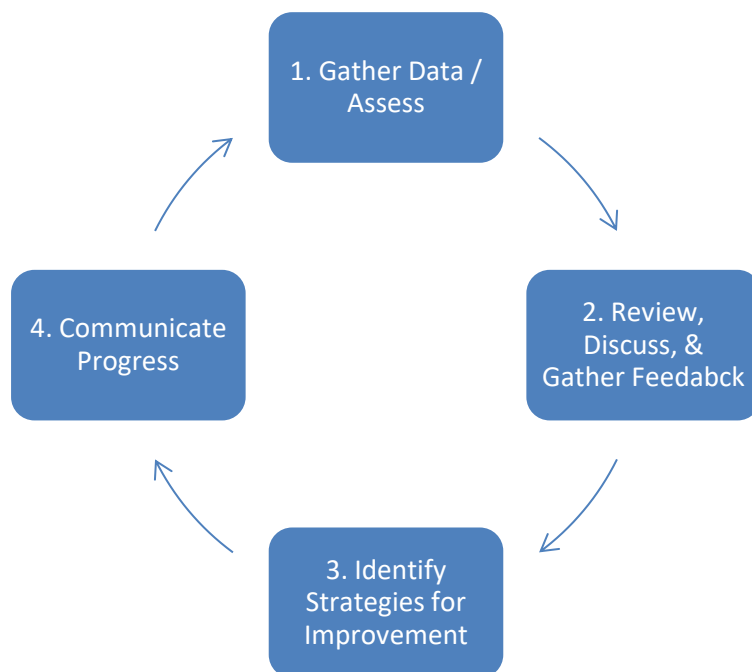 1. Gather Data /
Assess
2. Review,
Discuss, &
Gather Feedabck
3. Identify
Strategies for
Improvement
4. Communicate
Progress